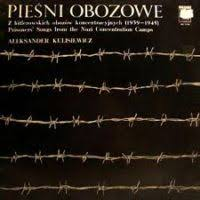 PIEŚNI OBOZOWE
Z hitlerowskich obozów koncentracyjnych (1939–1945)
Prisoners' Songs from the Nazi Concentration Camps
ALEKSANDER KULISIEWICZ